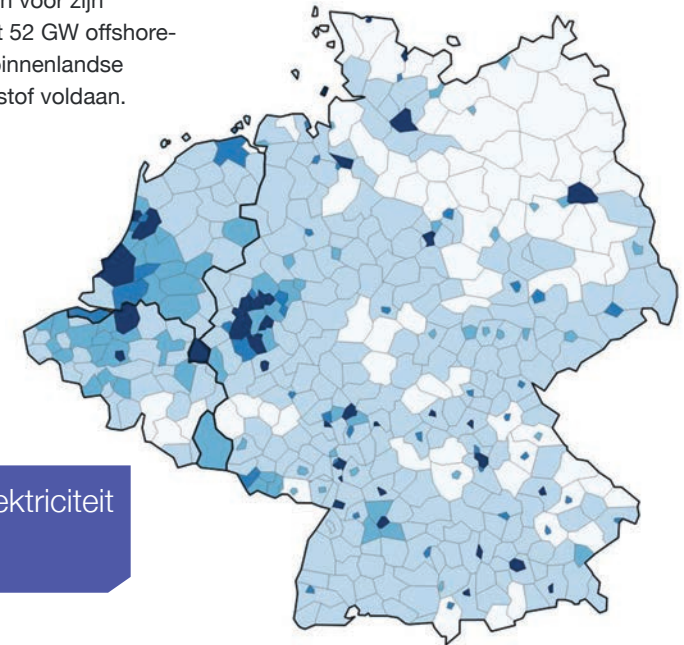 voor zijn
52 GW offshore-
binnenlandse
stof voldaan.
ektriciteit